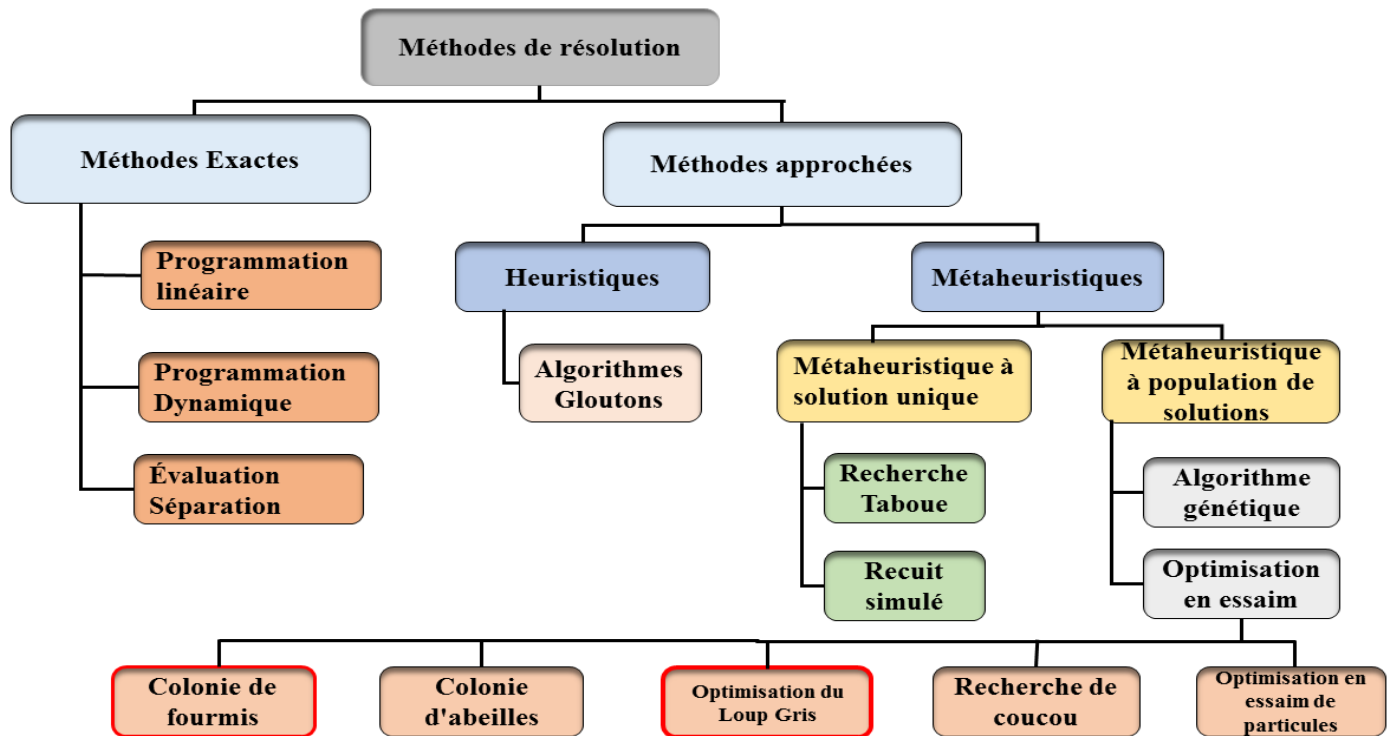 Méthodes de résolution
Méthodes Exactes
Méthodes approchées
Programmation
linéaire
Programmation
Dynamique
Évaluation
Séparation
Heuristiques
Algorithmes
Gloutons
Métaheuristiques
Métaheuristique à
solution unique
Recherche
Taboue
Recuit
simulé
Métaheuristique
à population de
solutions
Algorithme
génétique
Optimisation
en essaim
Colonie de
fourmis
Colonie
d'abeilles
Optimisation du
Loup Gris
Recherche de
coucou
Optimisation en
essaim de
particules